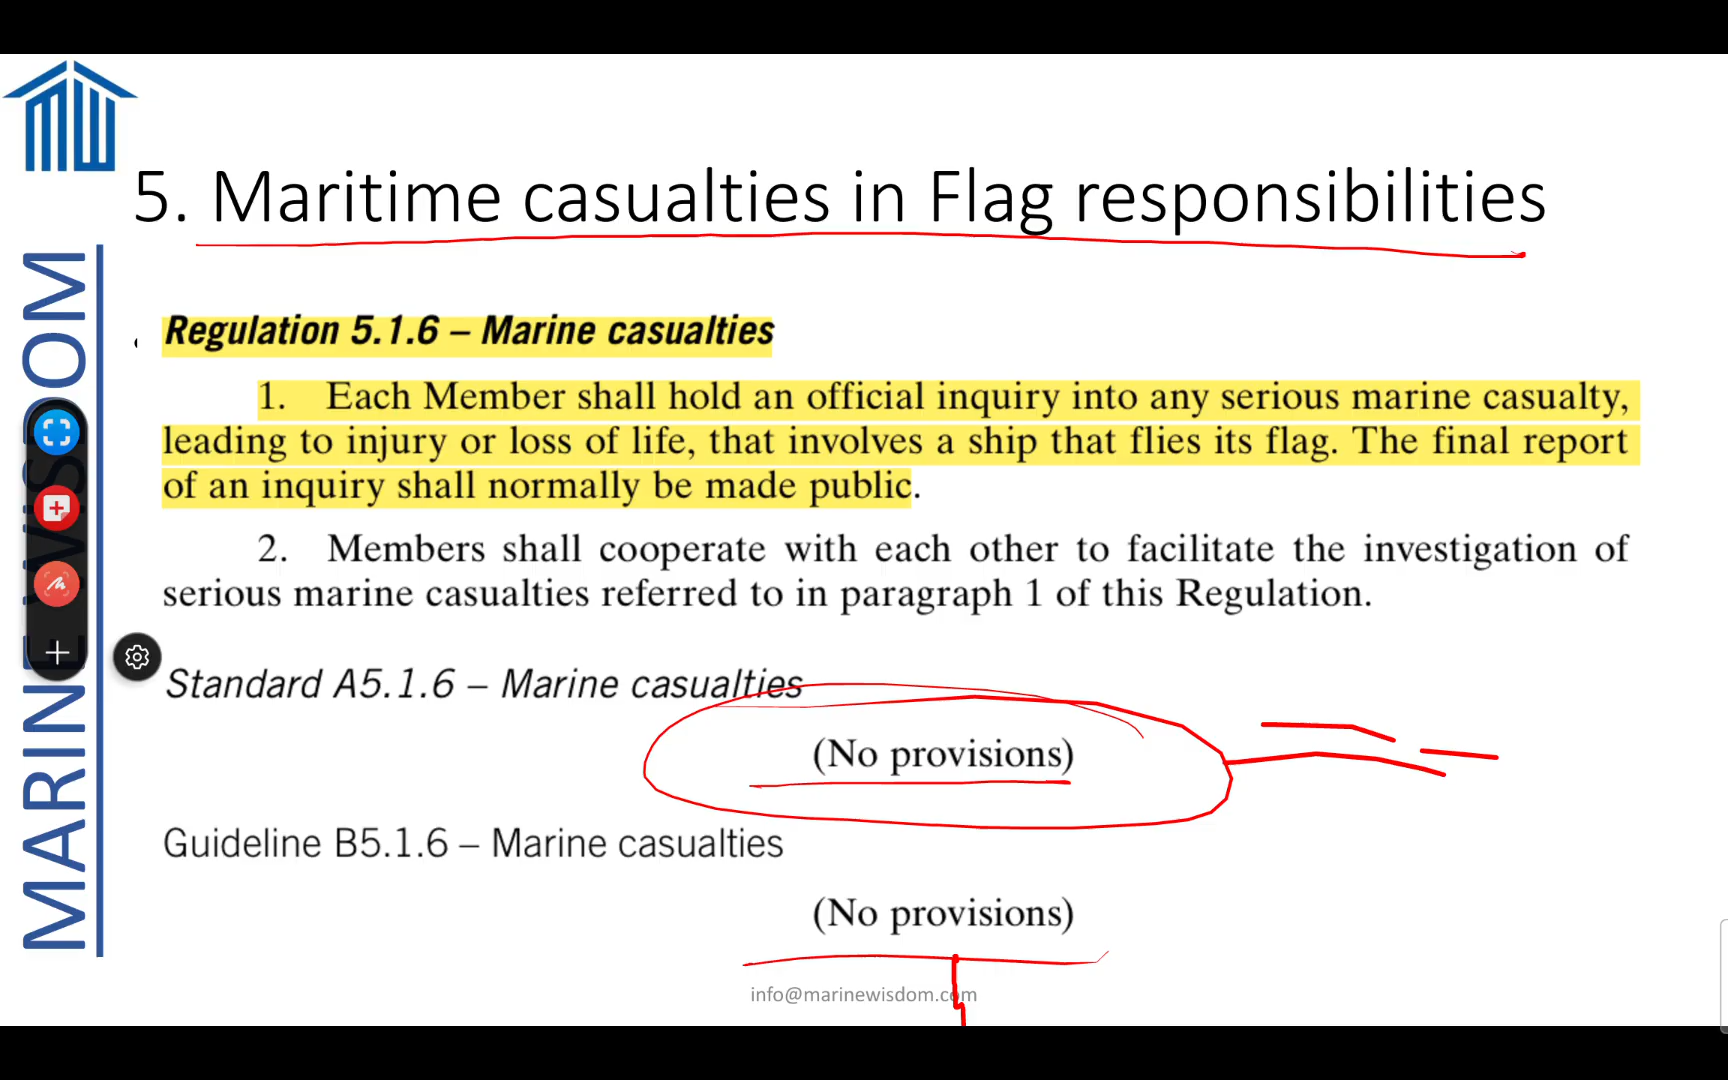 MW
5. Maritime casualties in Flag responsibilities
MARINE WISDOM
Regulation 5.1.6 – Marine casualties
1. Each Member shall hold an official inquiry into any serious marine casualty,
leading to injury or loss of life, that involves a ship that flies its flag. The final report
of an inquiry shall normally be made public.
2. Members shall cooperate with each other to facilitate the investigation of
serious marine casualties referred to in paragraph 1 of this Regulation.
Standard A5.1.6 – Marine casualties
(No provisions)
Guideline B5.1.6 – Marine casualties
(No provisions)
info@marinewisdom.com